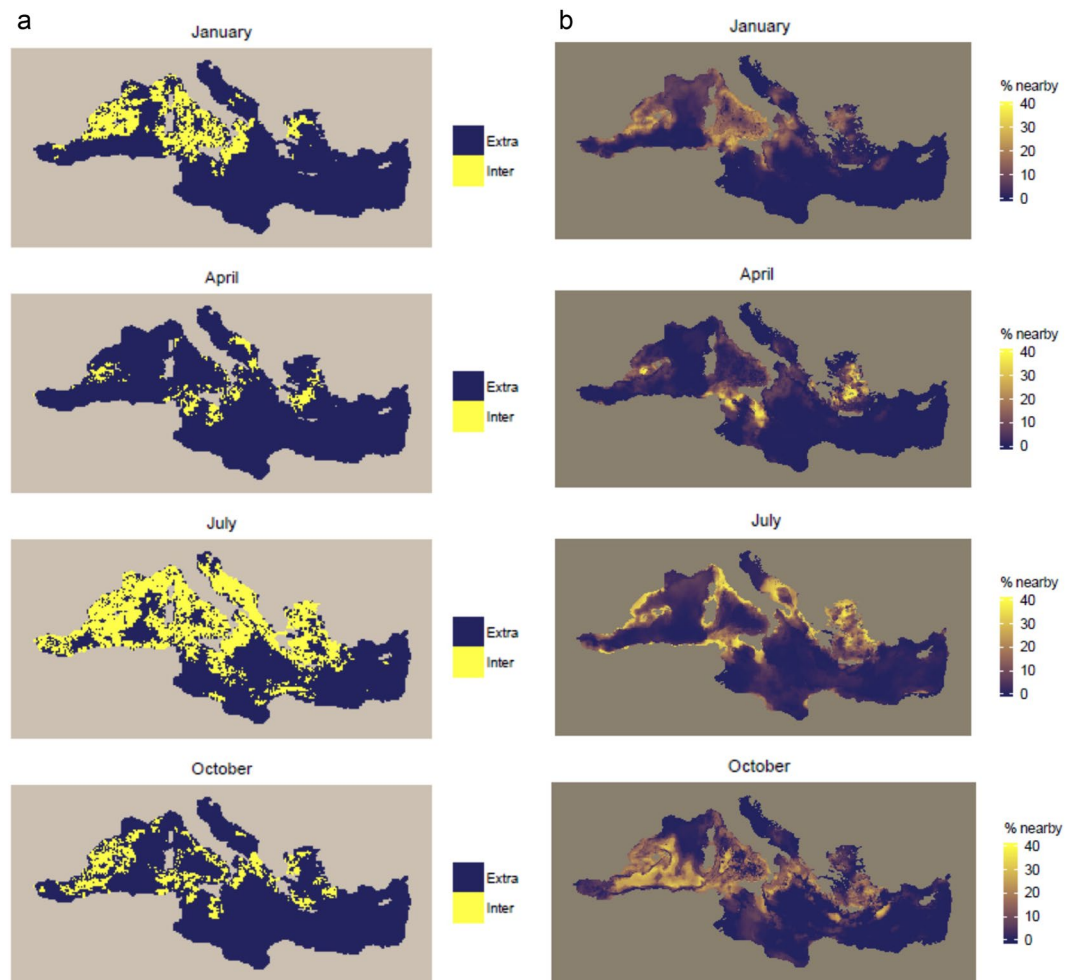 a
January
Extra
Inter
April
Extra
Inter
July
Extra
Inter
October
Extra
Inter
b
January
% nearby
40
30
20
10
0
April
% nearby
40
30
20
10
0
July
% nearby
40
30
20
10
0
October
% nearby
40
30
20
10
0